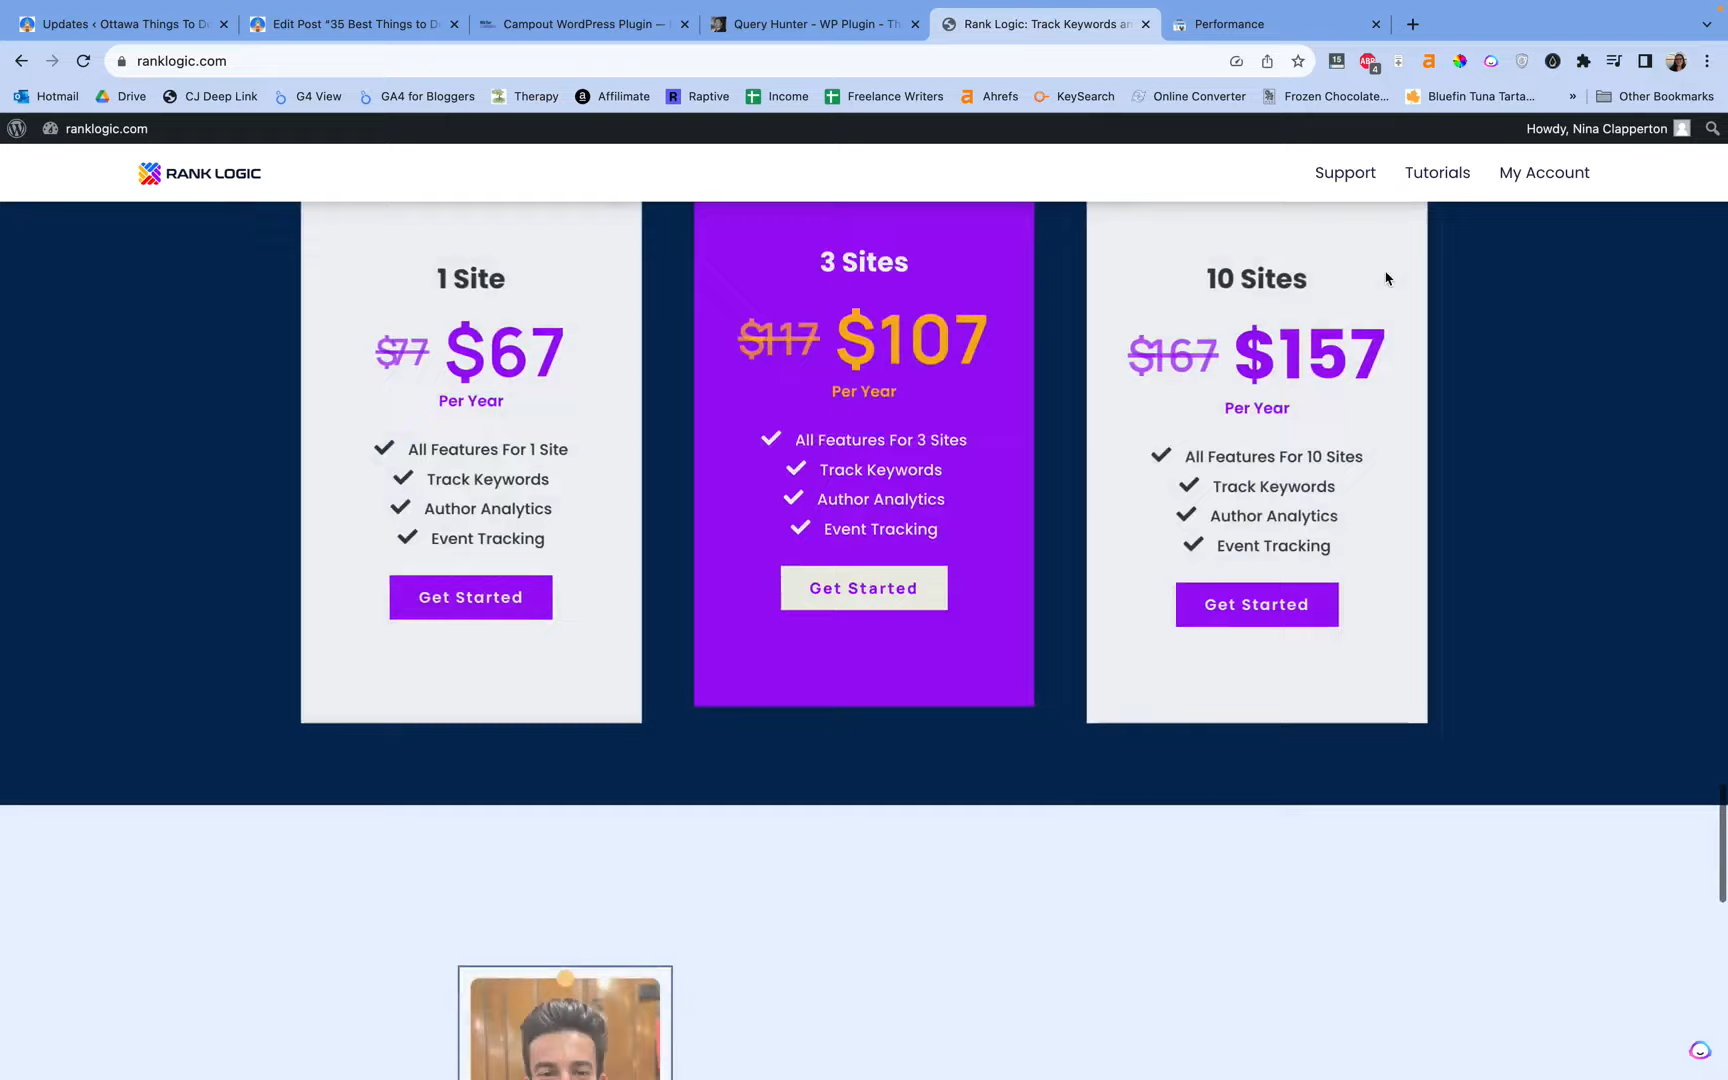 Updates ‹ Ottawa Things To D
Edit Post “35 Best Things to D
Campout WordPress Plugin —
Query Hunter - WP Plugin - Th
Rank Logic: Track Keywords an
Performance
ranklogic.com
15
ABP
4
Hotmail
Drive
CJ Deep Link
G4 View
GA4 for Bloggers
Therapy
Affilimate
Raptive
Income
Freelance Writers
Ahrefs
KeySearch
Online Converter
Frozen Chocolate...
Bluefin Tuna Tarta...
»
Other Bookmarks
ranklogic.com
Howdy, Nina Clapperton
RANK LOGIC
Support
Tutorials
My Account
1 Site
$77 $67
Per Year
All Features For 1 Site
Track Keywords
Author Analytics
Event Tracking
Get Started
3 Sites
$117 $107
Per Year
All Features For 3 Sites
Track Keywords
Author Analytics
Event Tracking
Get Started
10 Sites
$167 $157
Per Year
All Features For 10 Sites
Track Keywords
Author Analytics
Event Tracking
Get Started